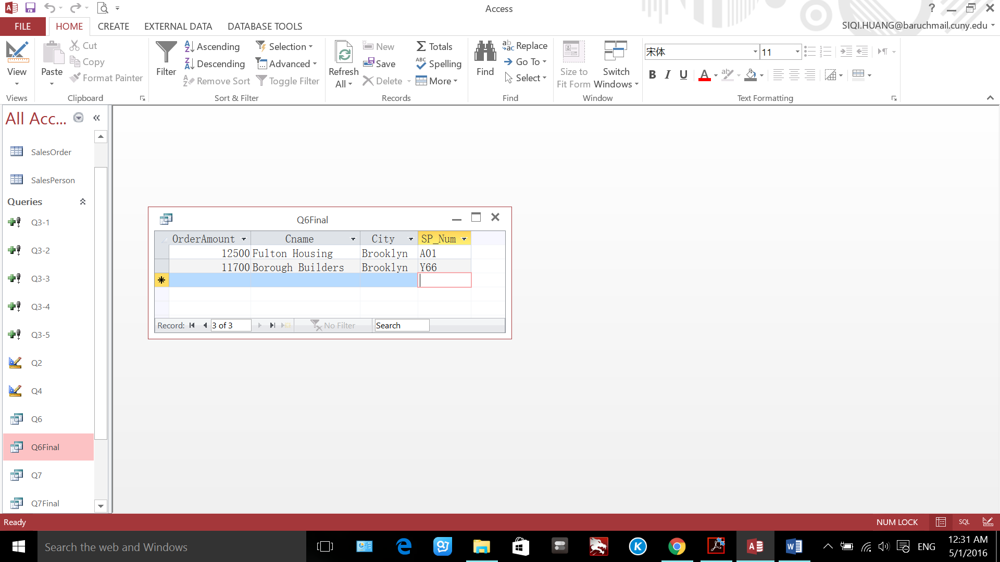 Access
?
FILE
HOME
CREATE
EXTERNAL DATA
DATABASE TOOLS
SIQI.HUANG@baruchmail.cuny.edu
View
Views
Paste
Cut
Copy
Format Painter
Clipboard
Filter
Ascending
Descending
Remove Sort
Selection
Advanced
Toggle Filter
Sort & Filter
Refresh
All
New
Save
Delete
Totals
Spelling
More
Records
Find
Replace
Go To
Select
Find
Size to
Fit Form
Switch
Windows
Window
宋体
11
B I U A
Text Formatting
All Acc...
SalesOrder
SalesPerson
Queries
Q3-1
Q3-2
Q3-3
Q3-4
Q3-5
Q2
Q4
Q6
Q6Final
Q7
Q7Final
Q6Final
OrderAmount Cname City SP_Num
12500 Fulton Housing Brooklyn A01
11700 Borough Builders Brooklyn Y66
Record: 3 of 3 No Filter Search
Ready
NUM LOCK
SQL
Search the web and Windows
ENG
12:31 AM
5/1/2016